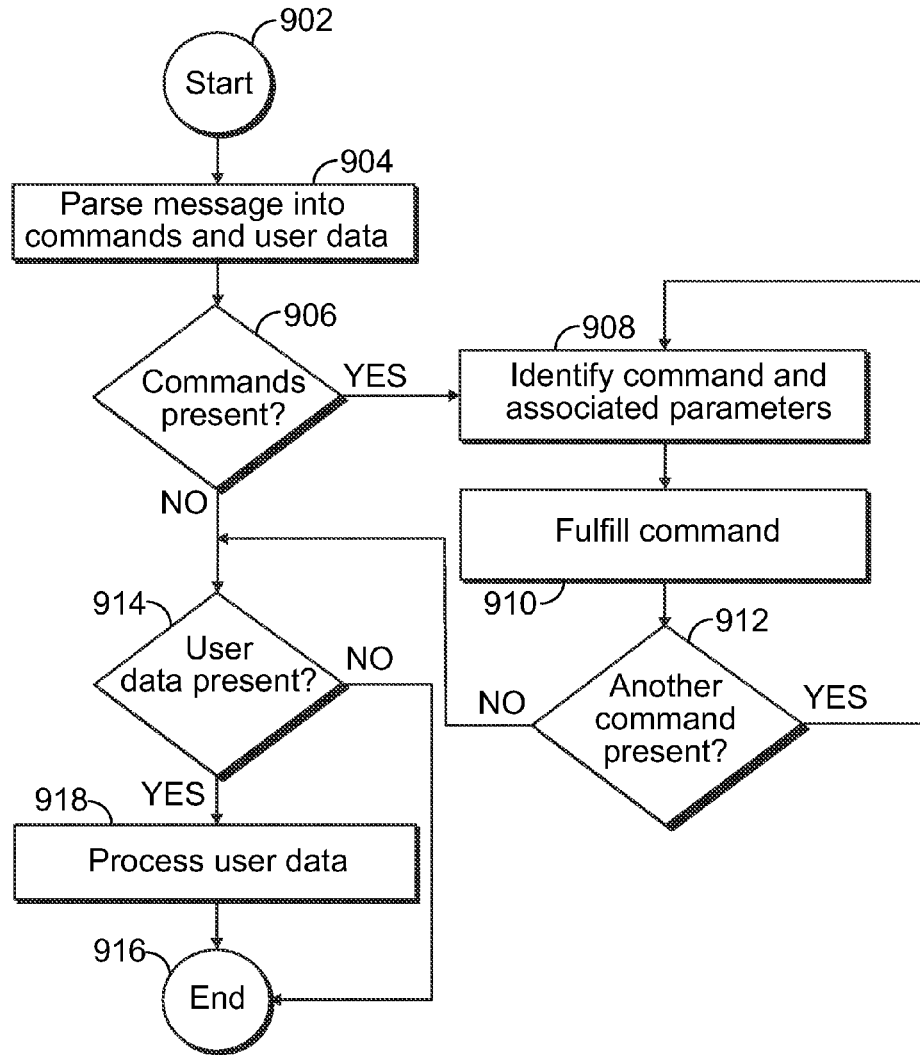 902
Start
904
Parse message into
commands and user data
906
Commands
present?
YES
NO
908
Identify command and
associated parameters
Fulfill command
910
912
Another
command
present?
NO
YES
914
User
data present?
NO
YES
918
Process user data
916
End